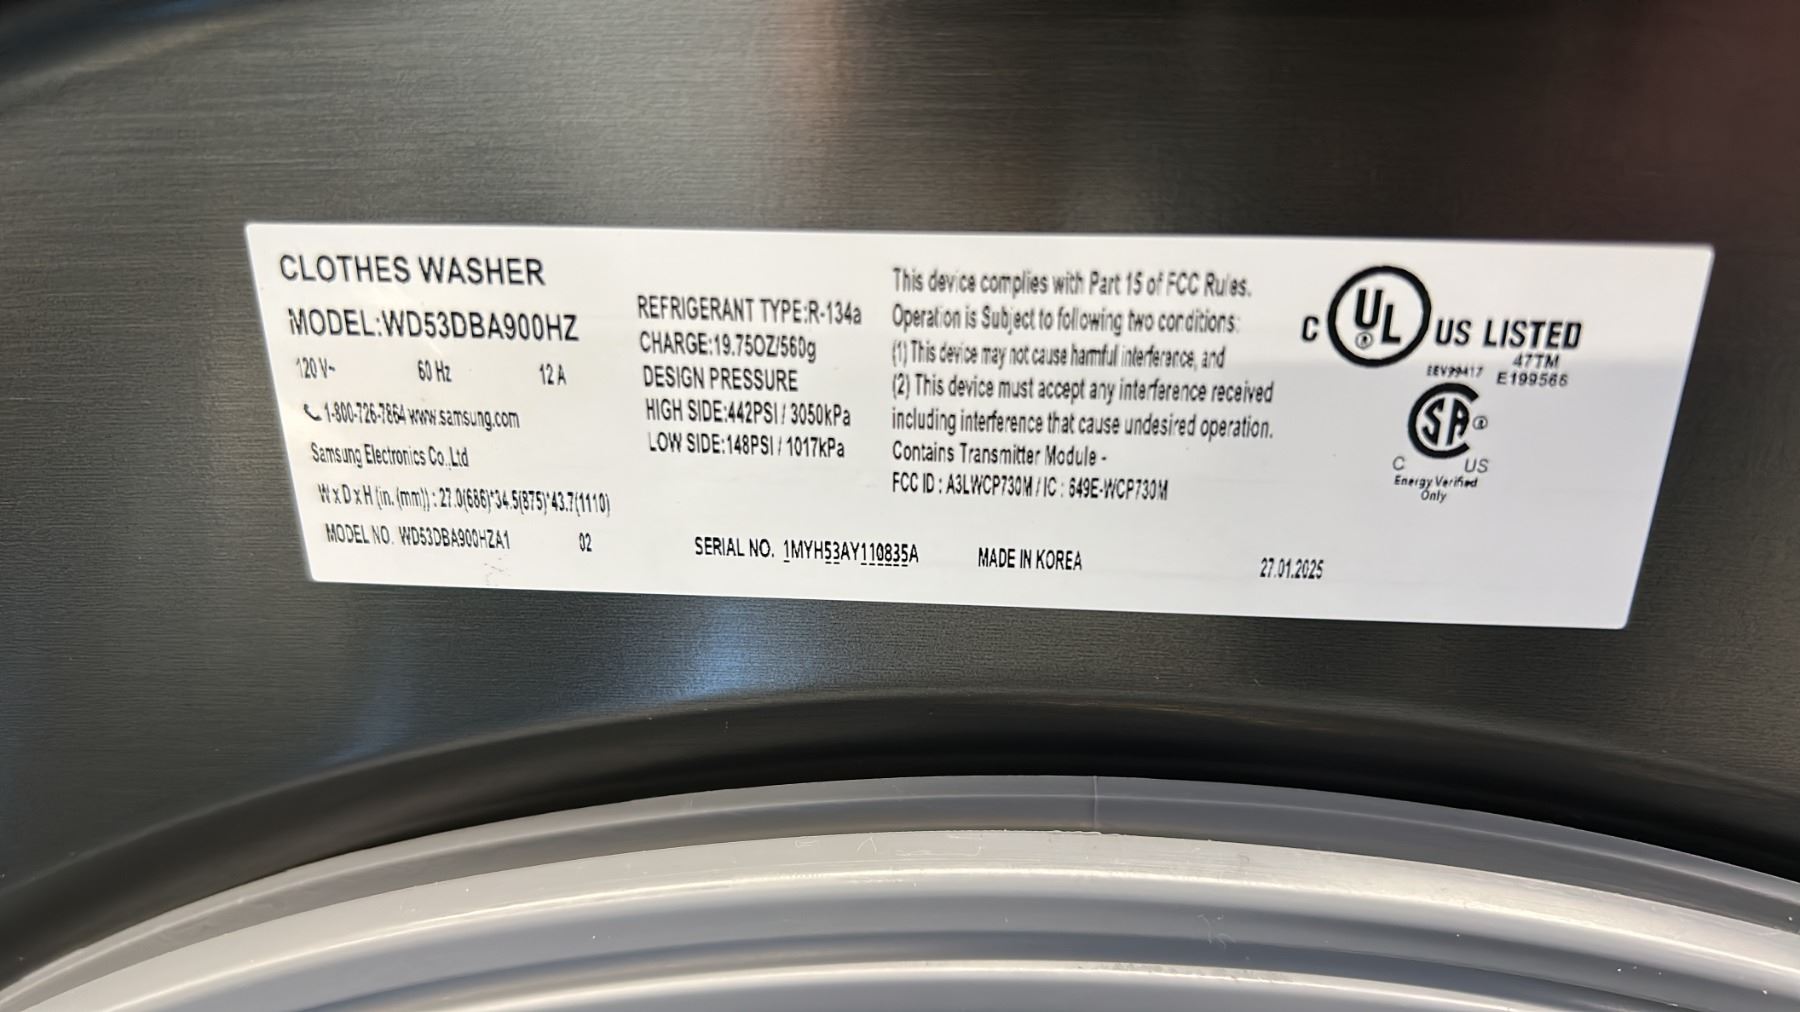 CLOTHES WASHER
MODEL:WD53DBA900HZ
120 V~ 60 Hz 12 A
1-800-726-7864 www.samsung.com
Samsung Electronics Co.,Ltd
W x D x H (in. (mm)) : 27.0(686)*34.5(875)*43.7(1110)
MODEL NO. WD53DBA900HZA1 02
REFRIGERANT TYPE:R-134a
CHARGE:19.75OZ/560g
DESIGN PRESSURE
HIGH SIDE:442PSI / 3050kPa
LOW SIDE:148PSI / 1017kPa
SERIAL NO. 1MYH53AY110835A
This device complies with Part 15 of FCC Rules.
Operation is Subject to following two conditions:
(1) This device may not cause harmful interference, and
(2) This device must accept any interference received
including interference that cause undesired operation.
Contains Transmitter Module -
FCC ID : A3LWCP730M / IC : 649E-WCP730M
MADE IN KOREA
27.01.2025
C UL US LISTED
47TM
E199566
SA
C US
Energy Verified
Only